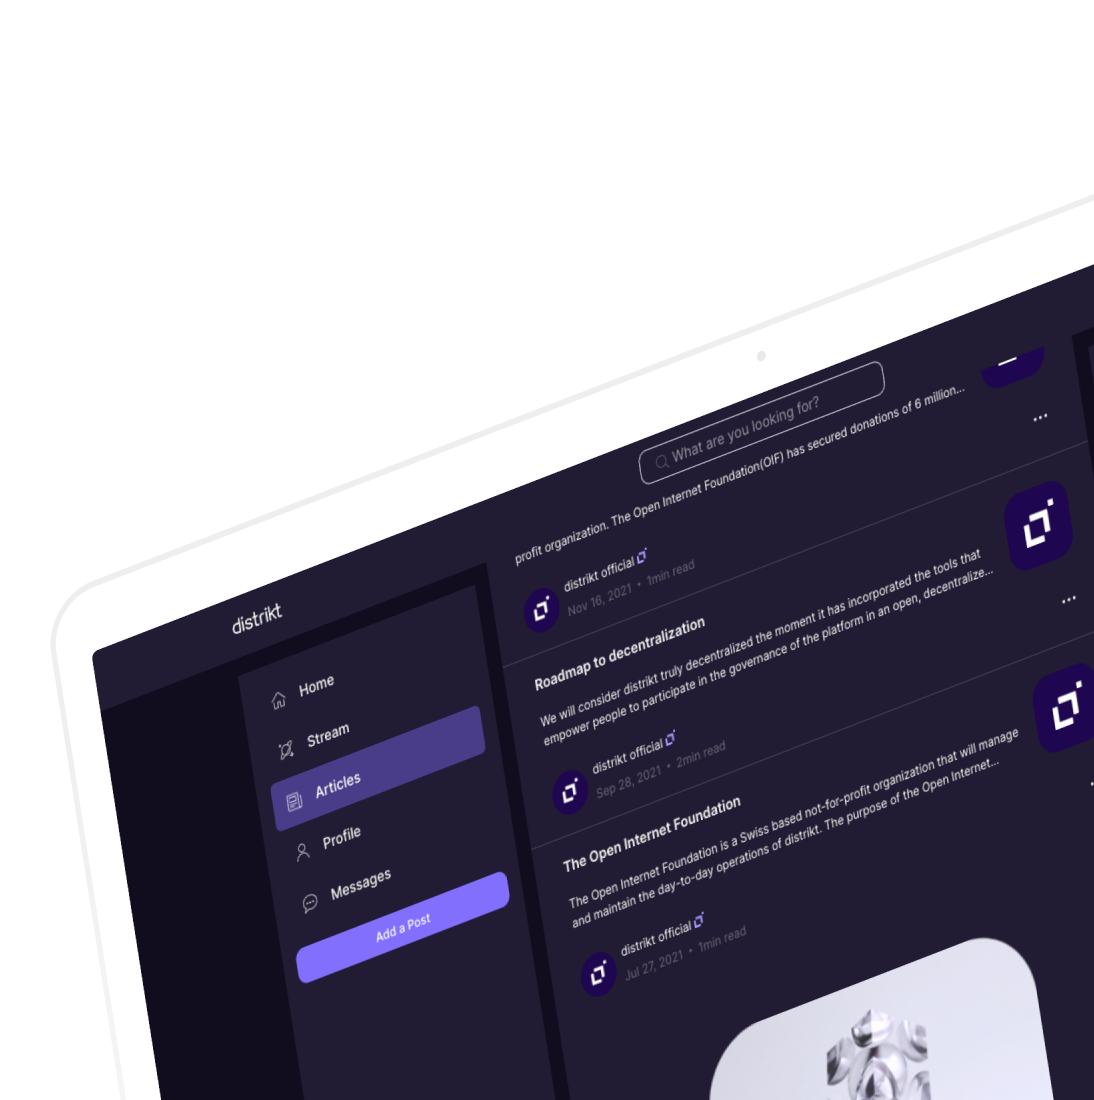 distrikt
What are you looking for?
Home
Stream
Articles
Profile
Messages
Add a Post
profit organization. The Open Internet Foundation(OIF) has secured donations of 6 million...
distrikt official
Nov 16, 2021 • 1min read
Roadmap to decentralization
We will consider distrikt truly decentralized the moment it has incorporated the tools that
empower people to participate in the governance of the platform in an open, decentralize...
distrikt official
Sep 28, 2021 • 2min read
The Open Internet Foundation
The Open Internet Foundation is a Swiss based not-for-profit organization that will manage
and maintain the day-to-day operations of distrikt. The purpose of the Open Internet...
distrikt official
Jul 27, 2021 • 1min read